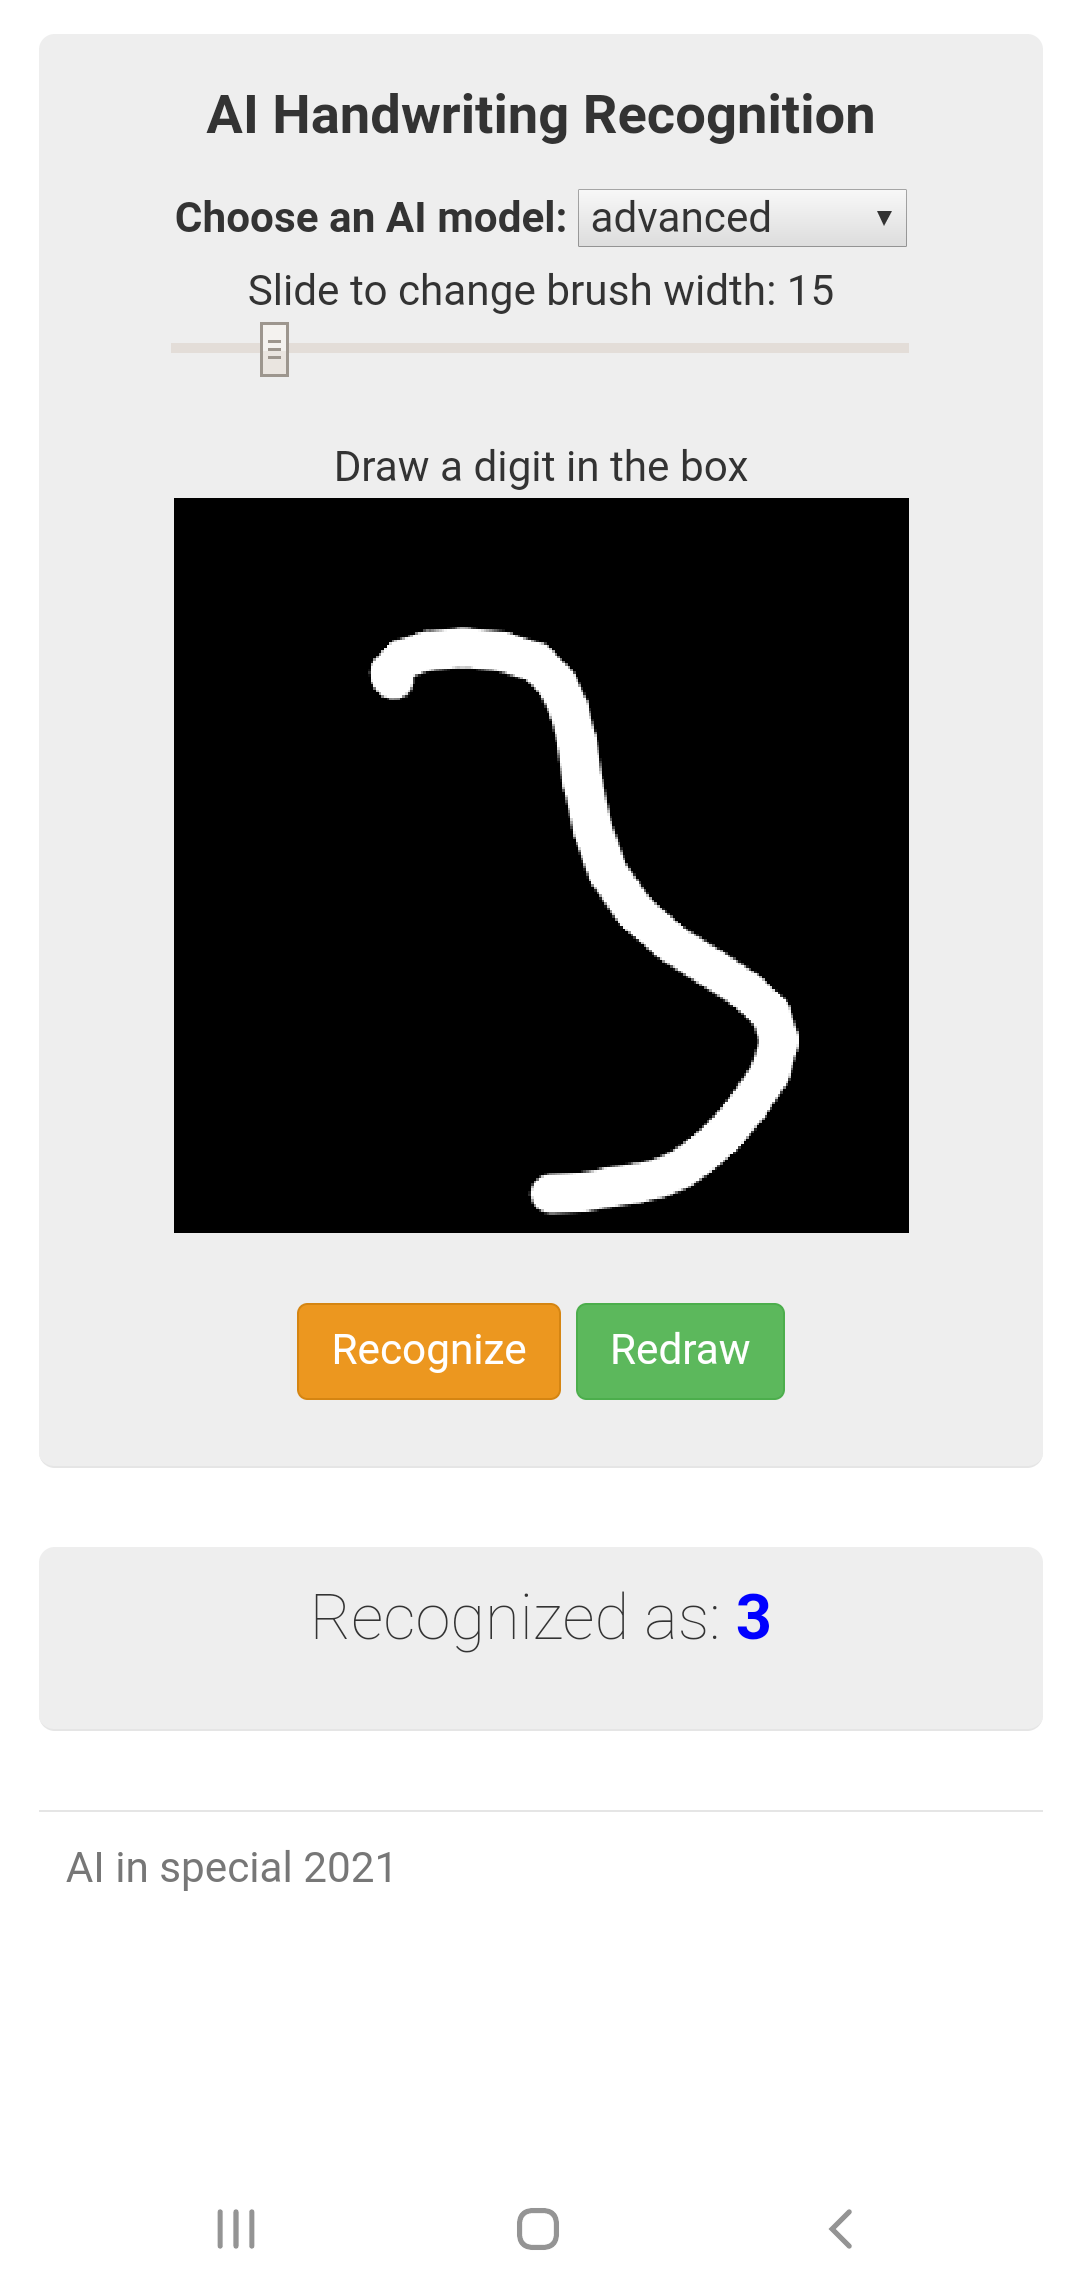 AI Handwriting Recognition
Choose an AI model: advanced
Slide to change brush width: 15
Draw a digit in the box
Recognize Redraw
Recognized as: 3
AI in special 2021